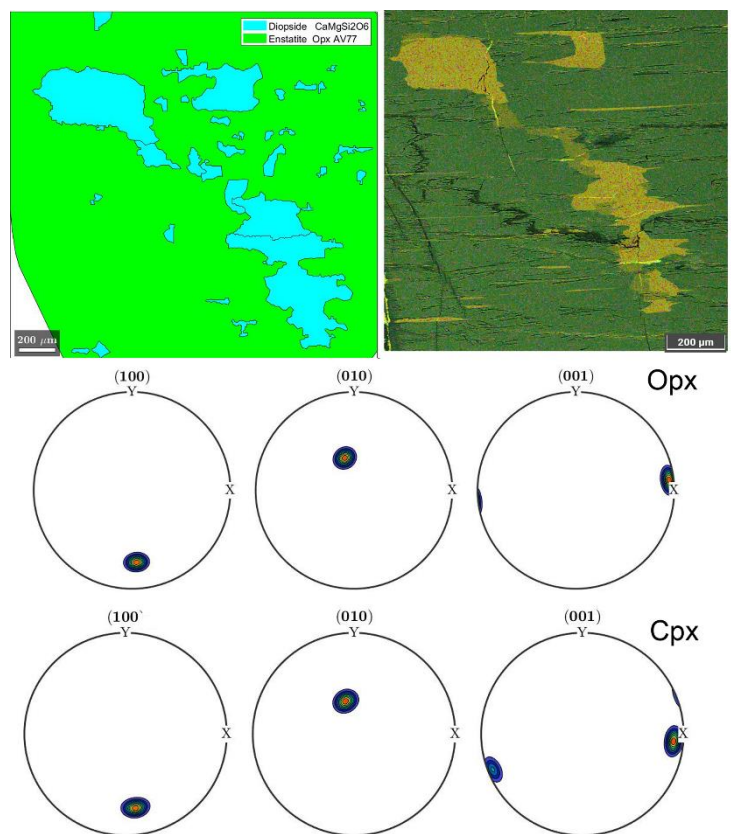 Diopside CaMgSi2O6
Enstatite Opx AV77
200 µm
200 µm
Opx
(100)
(010)
(001)
Y
Y
Y
X
X
X
Cpx
(100`
(010)
(001)
Y
Y
Y
X
X
X